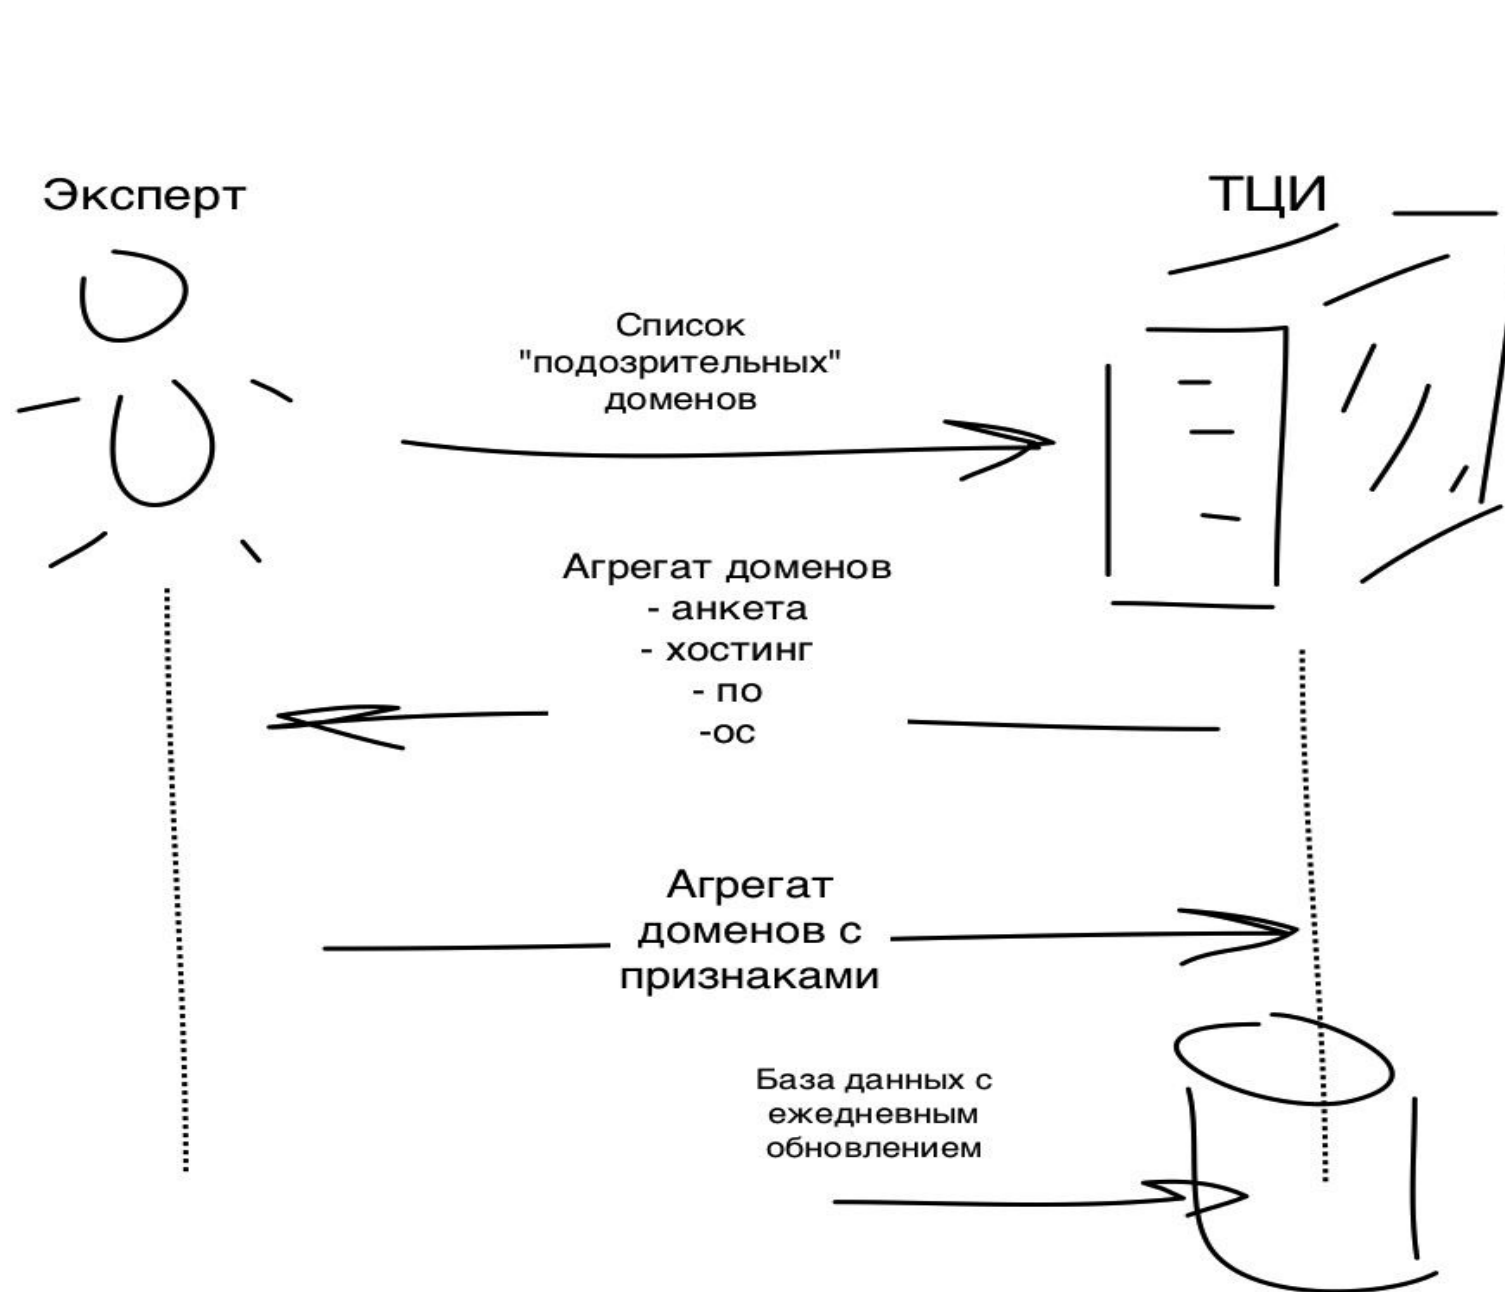 Эксперт
ТЦИ
Список
"подозрительных"
доменов
Агрегат доменов
- анкета
- хостинг
- по
-ос
Агрегат
доменов с
признаками
База данных с
ежедневным
обновлением